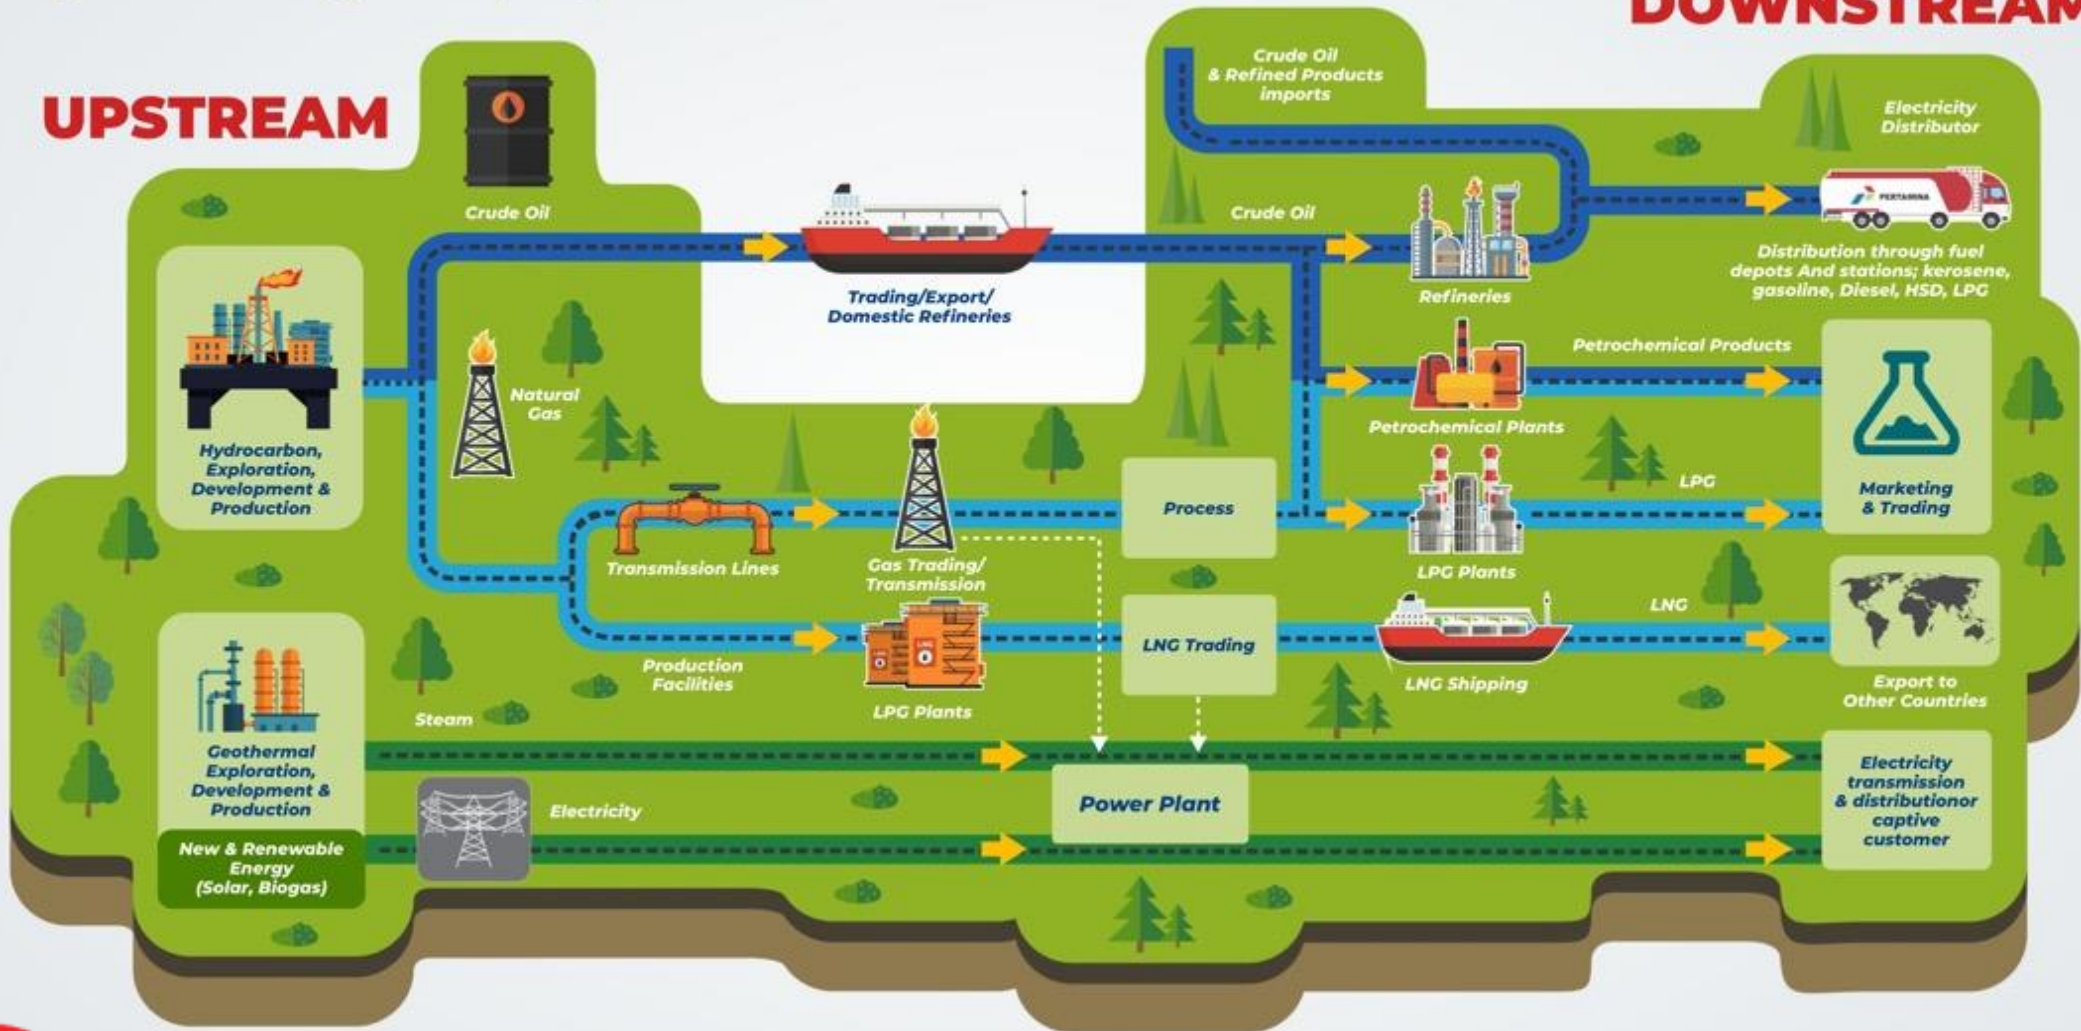 DOWNSTREAM
UPSTREAM
Crude Oil
Crude Oil
& Refined Products
imports
Electricity
Distributor
PERTAMINA
Crude Oil
Distribution through fuel
depots And stations; kerosene,
gasoline, Diesel, HSD, LPG
Trading/Export/
Domestic Refineries
Refineries
Natural
Gas
Petrochemical Products
Petrochemical Plants
Hydrocarbon,
Exploration,
Development &
Production
Process
LPG
Marketing
& Trading
Transmission Lines
Gas Trading/
Transmission
LPG Plants
LNG Trading
LNG
Production
Facilities
LPG Plants
LNG Shipping
Export to
Other Countries
Steam
Geothermal
Exploration,
Development &
Production
Electricity
Power Plant
Electricity
transmission
& distributionor
captive
customer
New & Renewable
Energy
(Solar, Biogas)